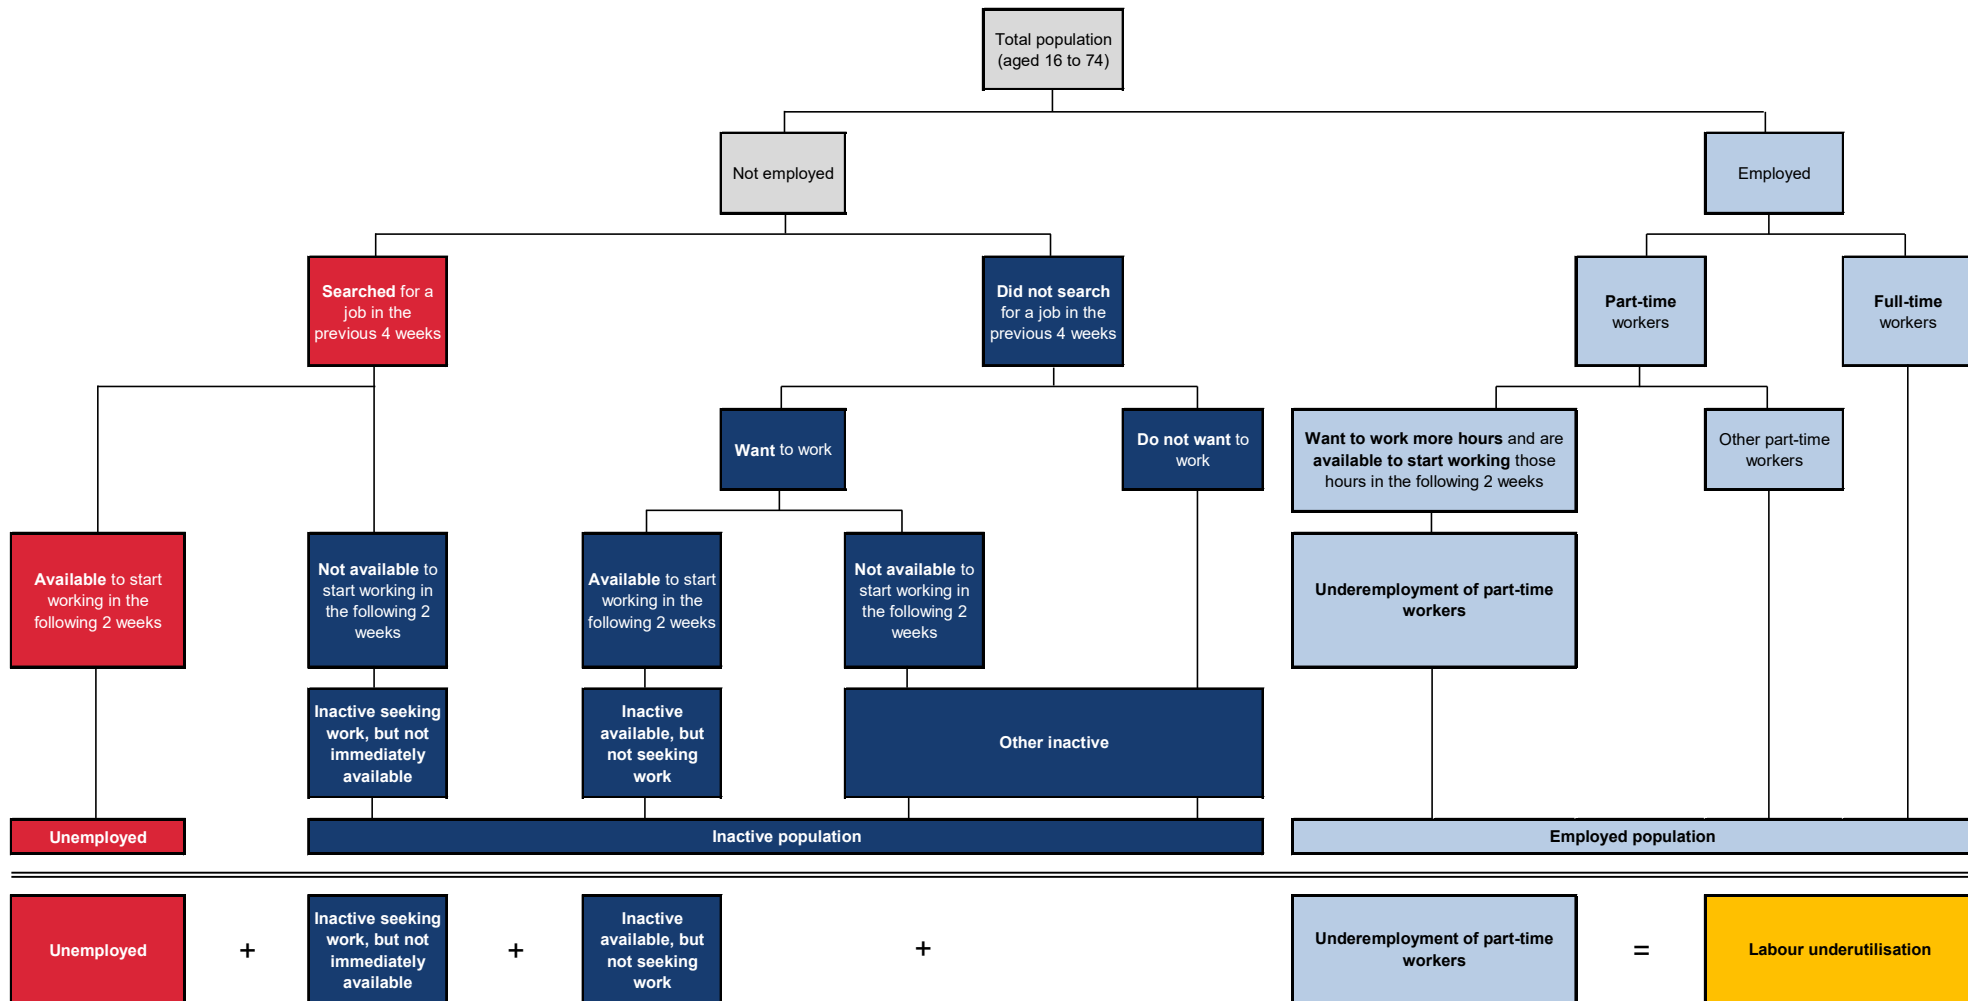 Total population
(aged 16 to 74)
Not employed
Employed
Searched for a
job in the
previous 4 weeks
Did not search
for a job in the
previous 4 weeks
Part-time
workers
Full-time
workers
Want to work
Do not want to
work
Want to work more hours and are
available to start working those
hours in the following 2 weeks
Other part-time
workers
Available to start
working in the
following 2 weeks
Not available to
start working in
the following 2
weeks
Available to start
working in the
following 2 weeks
Not available to
start working in
the following 2
weeks
Underemployment of part-time
workers
Inactive seeking
work, but not
immediately
available
Inactive
available, but
not seeking
work
Other inactive
Unemployed
Inactive population
Employed population
Unemployed
+
Inactive seeking
work, but not
immediately
available
+
Inactive
available, but
not seeking
work
+
Underemployment of part-time
workers
=
Labour underutilisation